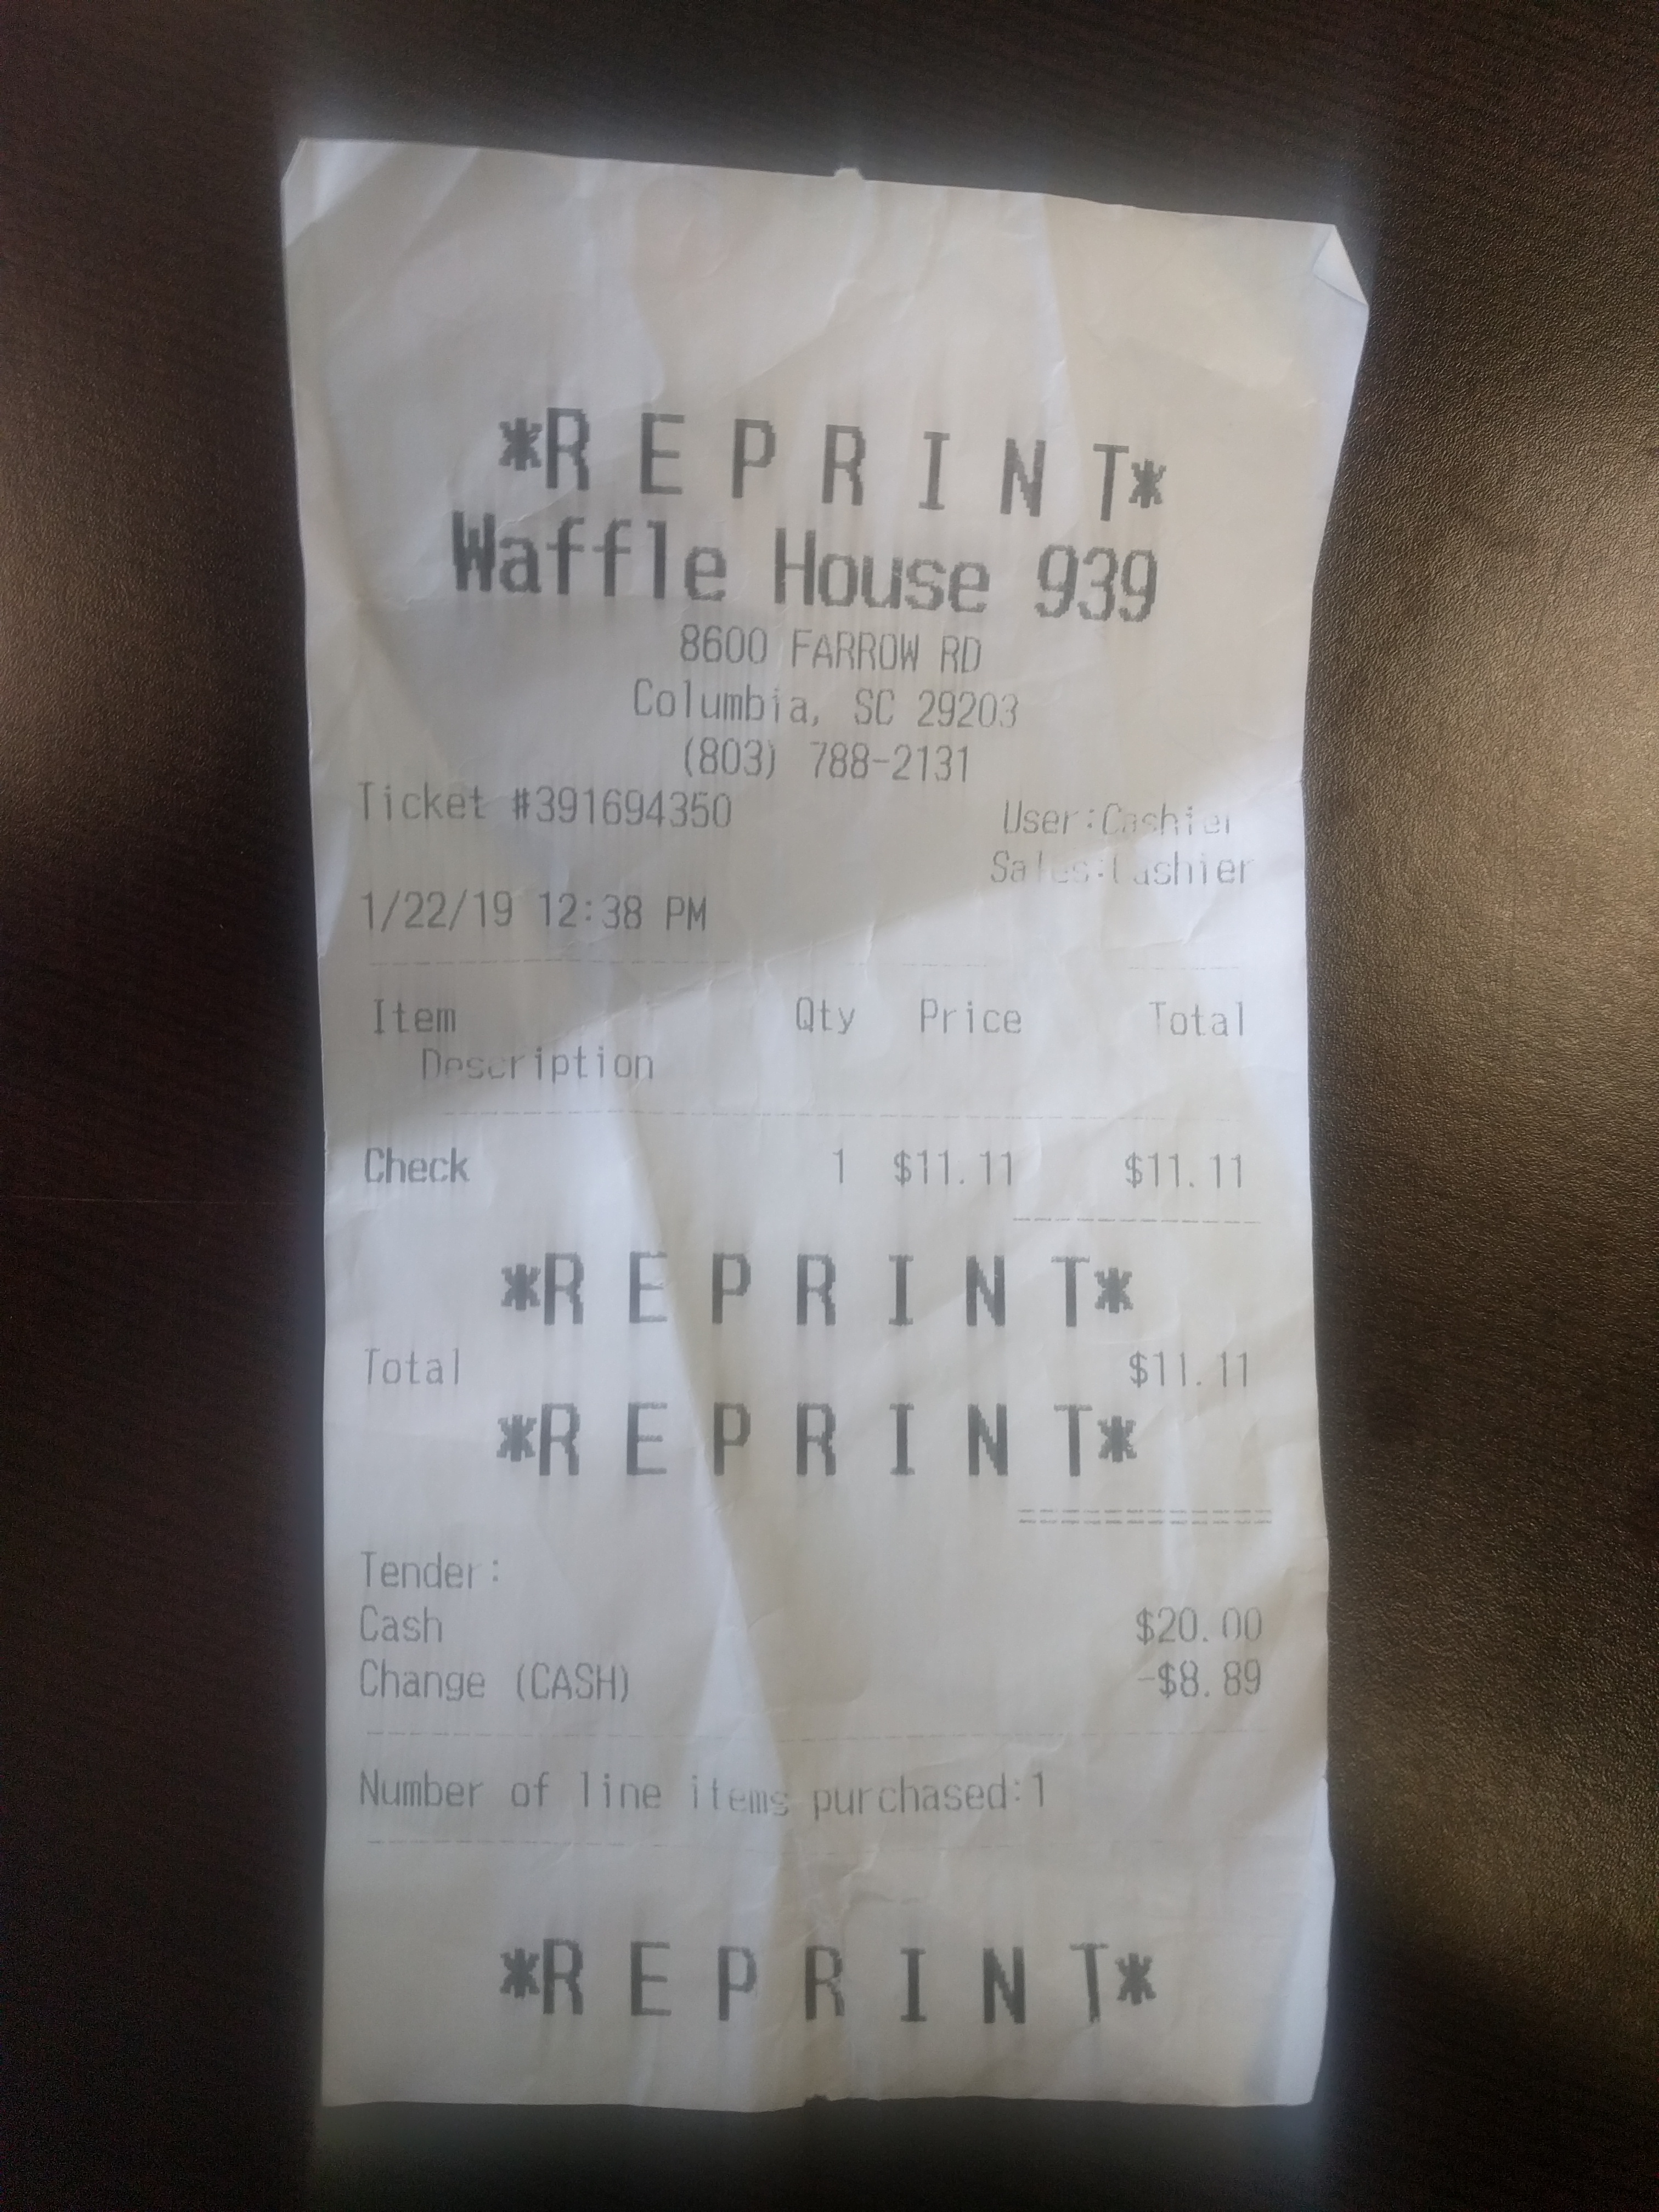 *R E P R I N T*
Waffle House 939
8600 FARROW RD
Columbia, SC 29203
(803) 788-2131
Ticket #391694350 User:Cashier
Sales:Cashier
1/22/19 12:38 PM
Item Qty Price Total
Description
Check 1 $11.11 $11.11
*R E P R I N T*
Total $11.11
*R E P R I N T*
Tender:
Cash $20.00
Change (CASH) -$8.89
Number of line items purchased:1
*R E P R I N T*